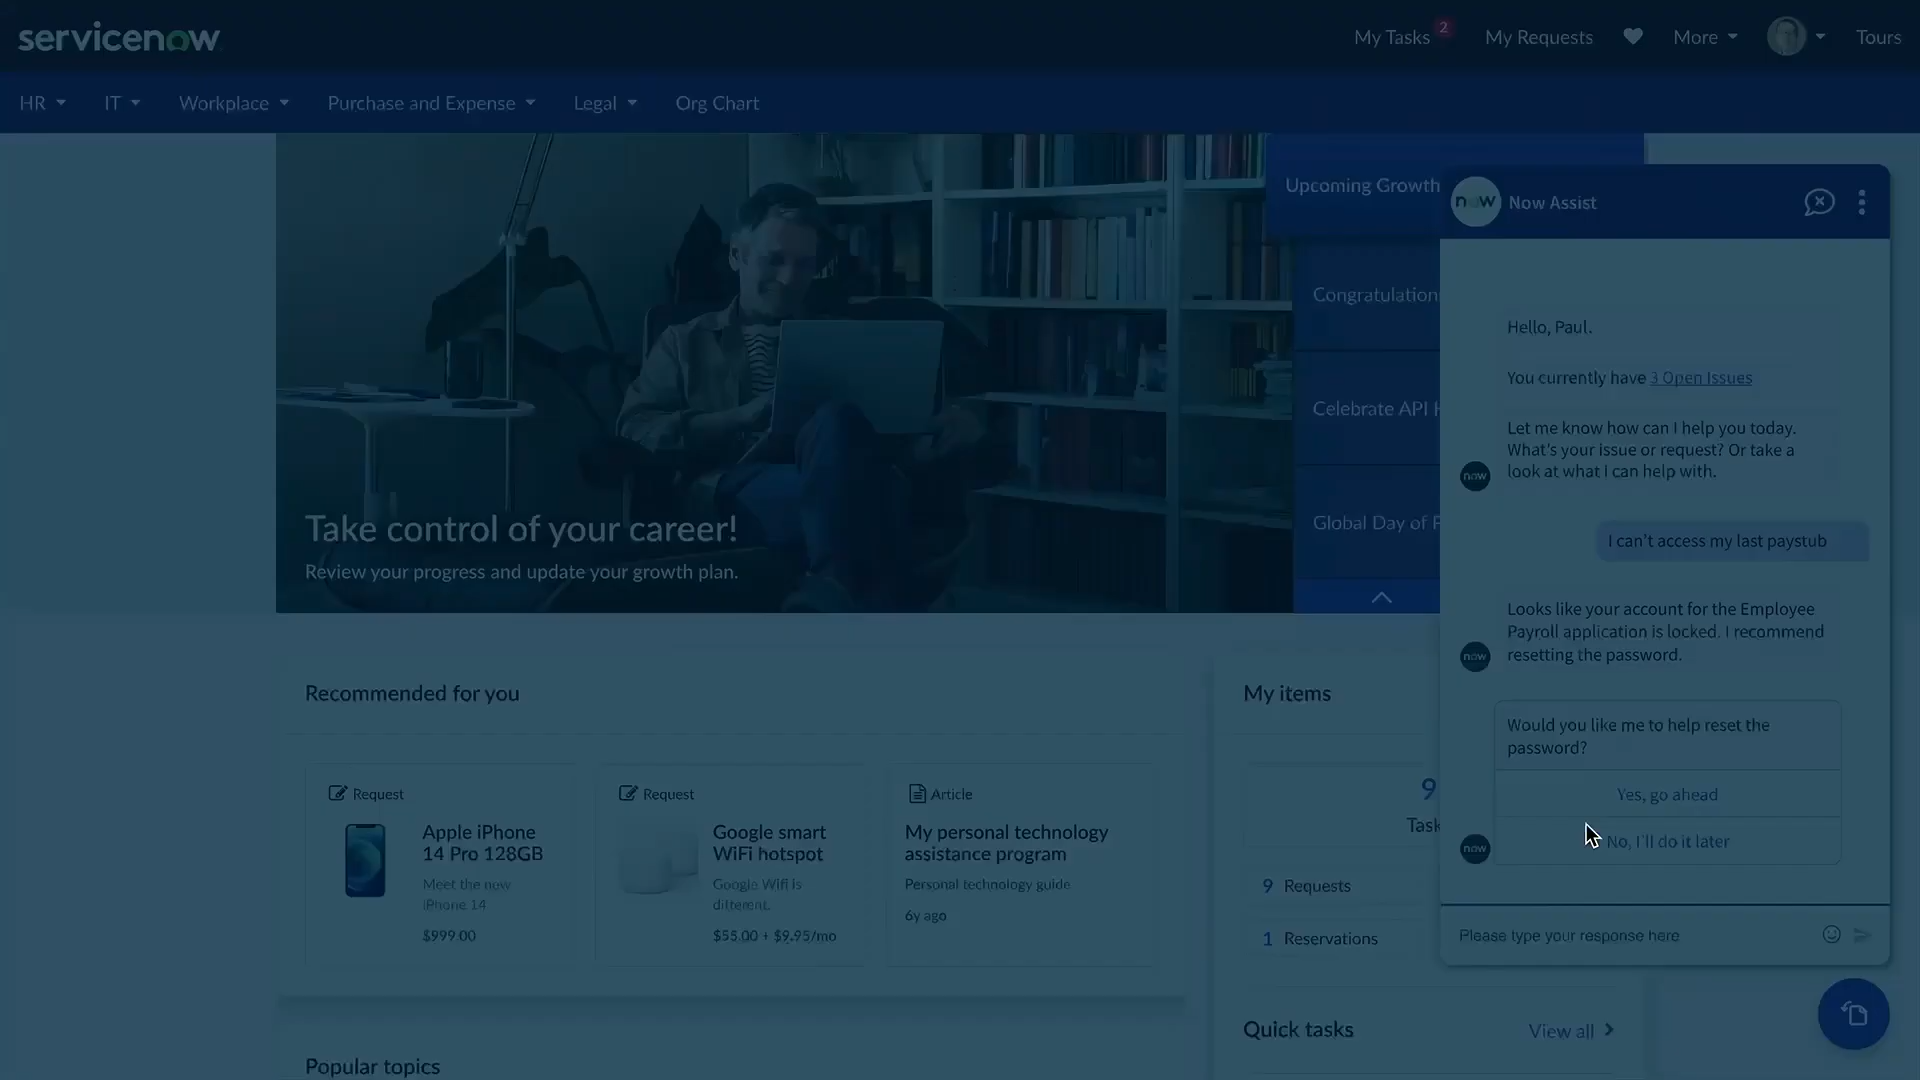 servicenow
My Tasks 2 My Requests More Tours
HR IT Workplace Purchase and Expense Legal Org Chart
Take control of your career!
Review your progress and update your growth plan.
Upcoming Growth
Congratulation
Celebrate API
Global Day of
now Now Assist
Hello, Paul.
You currently have 3 Open Issues
Let me know how can I help you today.
What's your issue or request? Or take a
look at what I can help with.
now
I can't access my last paystub
Looks like your account for the Employee
Payroll application is locked. I recommend
resetting the password.
now
Would you like me to help reset the
password?
Yes, go ahead
No, I'll do it later
now
Please type your response here
Recommended for you
Request
Apple iPhone
14 Pro 128GB
Meet the new
iPhone 14
$999.00
Request
Google smart
WiFi hotspot
Google Wifi is
different.
$55.00 + $9.95/mo
Article
My personal technology
assistance program
Personal technology guide
6y ago
My items
9
Task
9 Requests
1 Reservations
Quick tasks View all
Popular topics